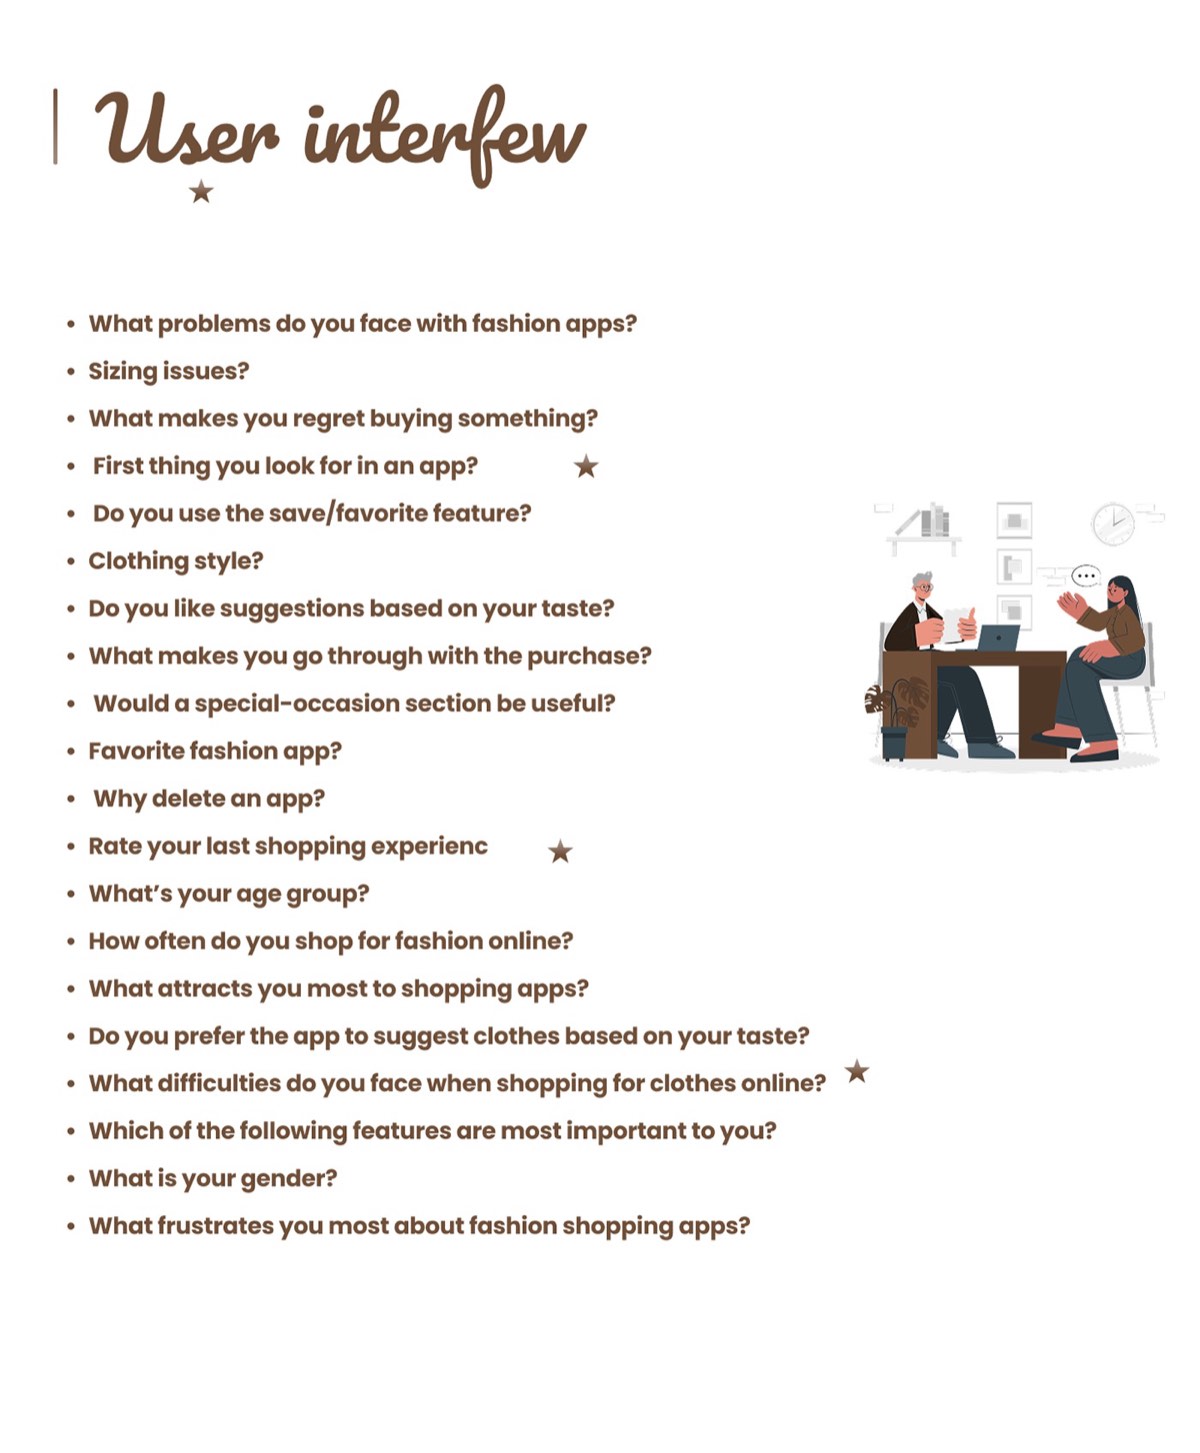 User interfew
• What problems do you face with fashion apps?
• Sizing issues?
• What makes you regret buying something?
• First thing you look for in an app?
• Do you use the save/favorite feature?
• Clothing style?
• Do you like suggestions based on your taste?
• What makes you go through with the purchase?
• Would a special-occasion section be useful?
• Favorite fashion app?
• Why delete an app?
• Rate your last shopping experienc
• What's your age group?
• How often do you shop for fashion online?
• What attracts you most to shopping apps?
• Do you prefer the app to suggest clothes based on your taste?
• What difficulties do you face when shopping for clothes online?
• Which of the following features are most important to you?
• What is your gender?
• What frustrates you most about fashion shopping apps?